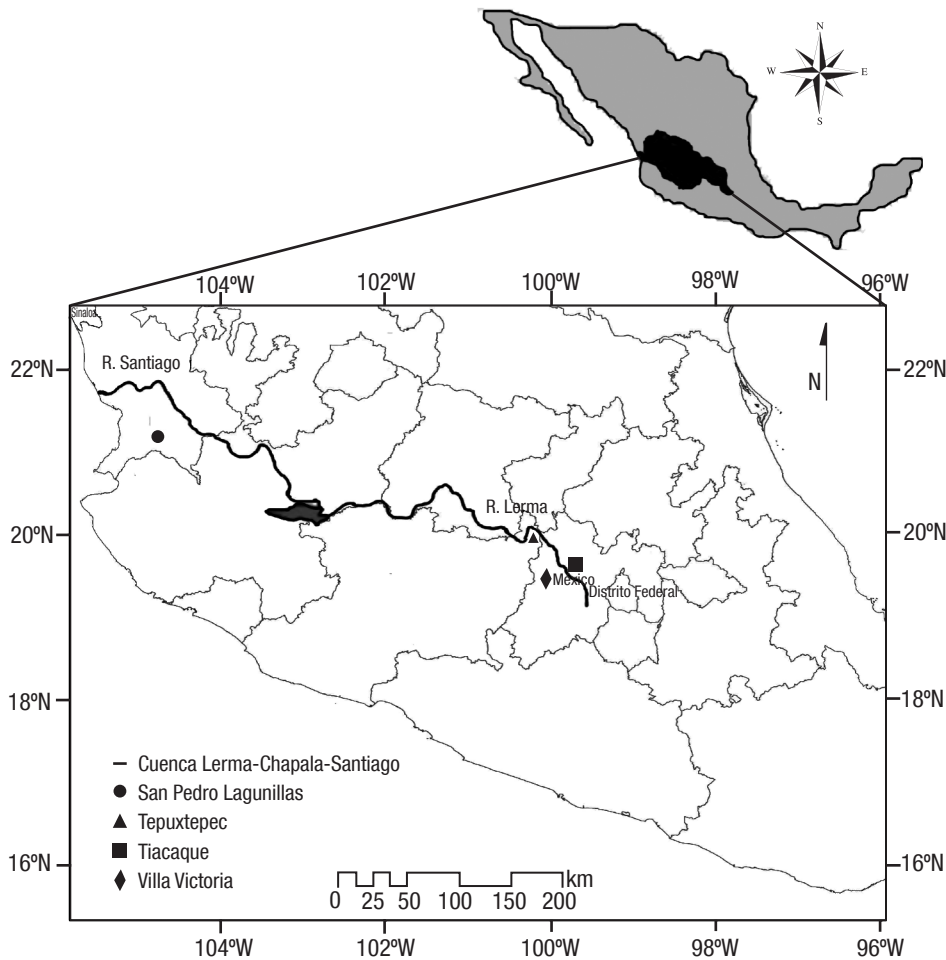 N
W E
S
104ºW 102ºW 100ºW 98ºW 96ºW
Sinaloa
R. Santiago
22ºN 22ºN
N
R. Lerma
20ºN 20ºN
México
Distrito Federal
18ºN 18ºN
Cuenca Lerma-Chapala-Santiago
San Pedro Lagunillas
Tepuxtepec
Tiacaque
16ºN 16ºN
Villa Victoria
km
0 25 50 100 150 200
104ºW 102ºW 100ºW 98ºW 96ºW